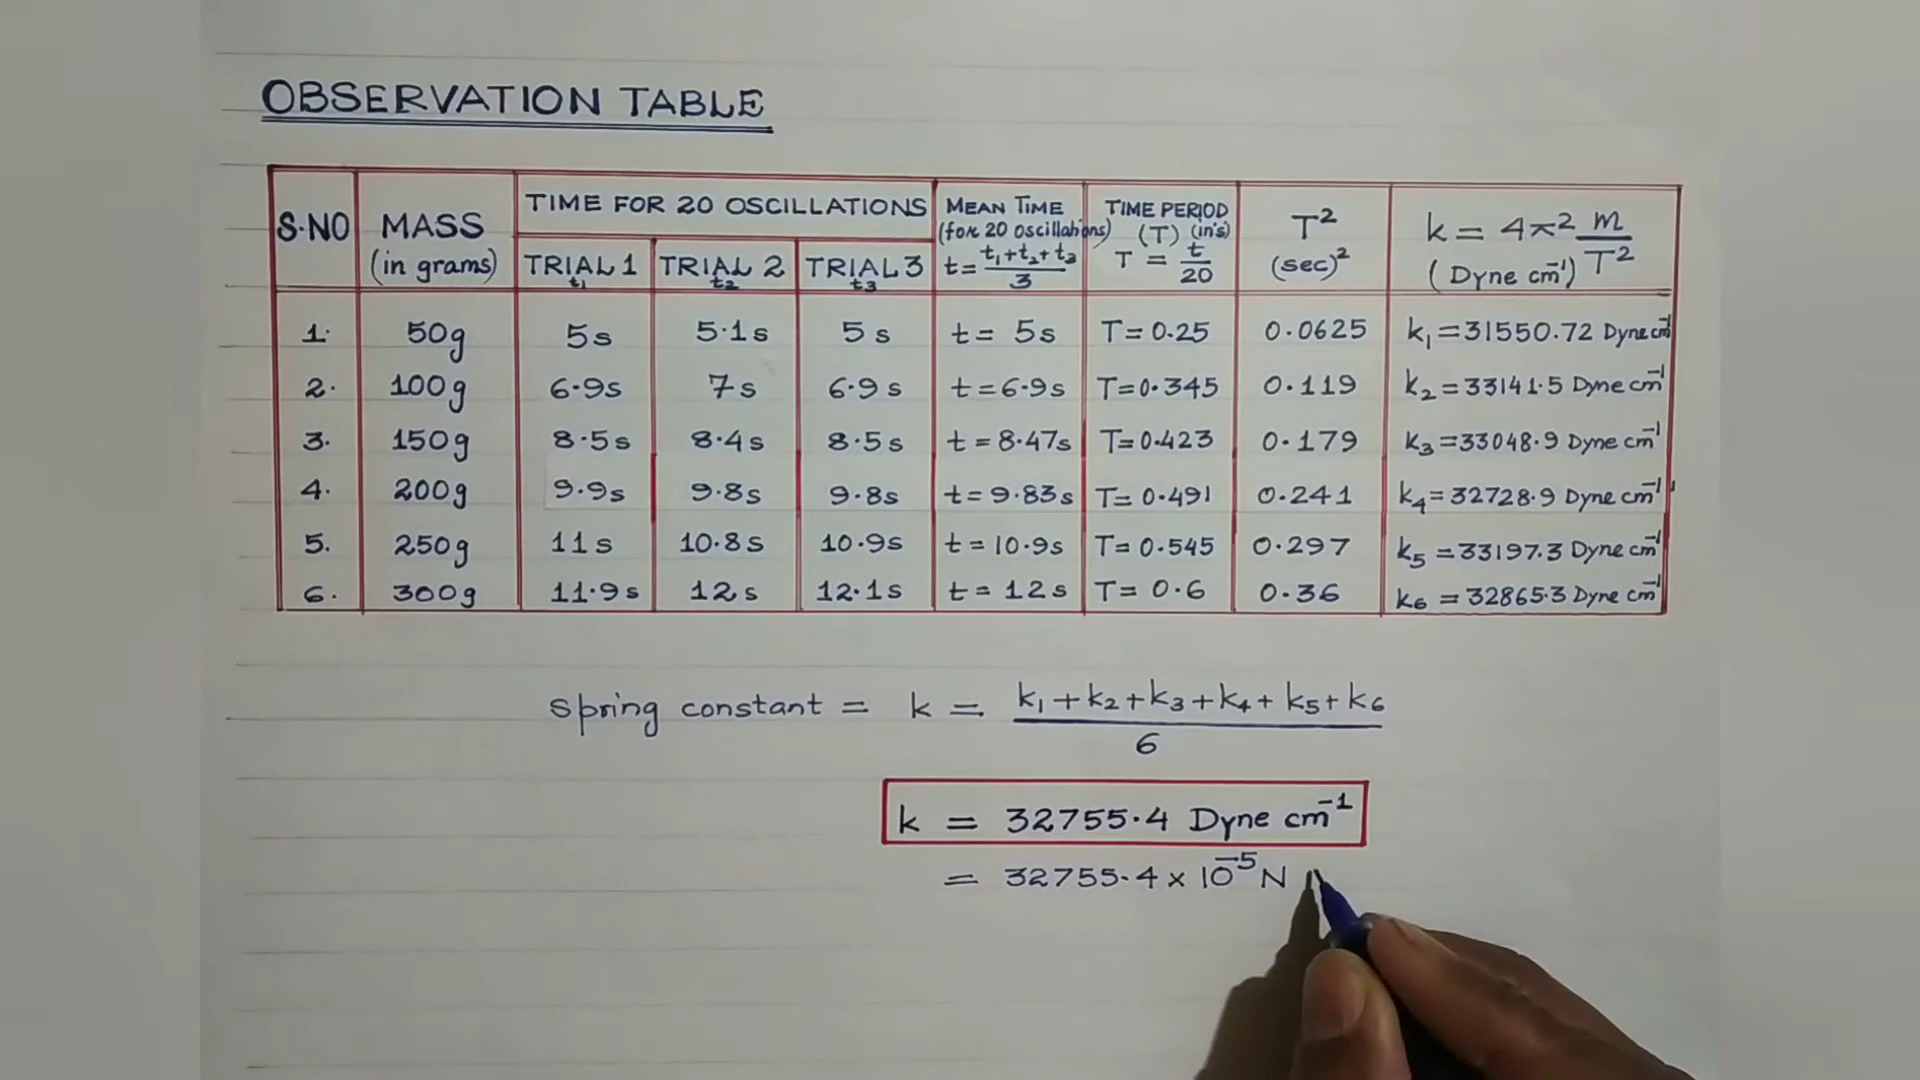 OBSERVATION TABLE
S.NO MASS (in grams) TIME FOR 20 OSCILLATIONS MEAN TIME (for 20 oscillations) t = t₁+t₂+t₃/3 TIME PERIOD (T) (in s) T = t/20 T² (sec)² k = 4π² m/T² (Dyne cm⁻¹)
TRIAL 1 t₁ TRIAL 2 t₂ TRIAL 3 t₃
1. 50g 5s 5.1s 5s t = 5s T=0.25 0.0625 k₁=31550.72 Dyne cm⁻¹
2. 100g 6.9s 7s 6.9s t=6.9s T=0.345 0.119 k₂=33141.5 Dyne cm⁻¹
3. 150g 8.5s 8.4s 8.5s t=8.47s T=0.423 0.179 k₃=33048.9 Dyne cm⁻¹
4. 200g 9.9s 9.8s 9.8s t=9.83s T=0.491 0.241 k₄=32728.9 Dyne cm⁻¹
5. 250g 11s 10.8s 10.9s t=10.9s T=0.545 0.297 k₅=33197.3 Dyne cm⁻¹
6. 300g 11.9s 12s 12.1s t=12s T=0.6 0.36 k₆=32865.3 Dyne cm⁻¹
Spring constant = k = k₁+k₂+k₃+k₄+k₅+k₆
6
k = 32755.4 Dyne cm⁻¹
= 32755.4 × 10⁻⁵ N